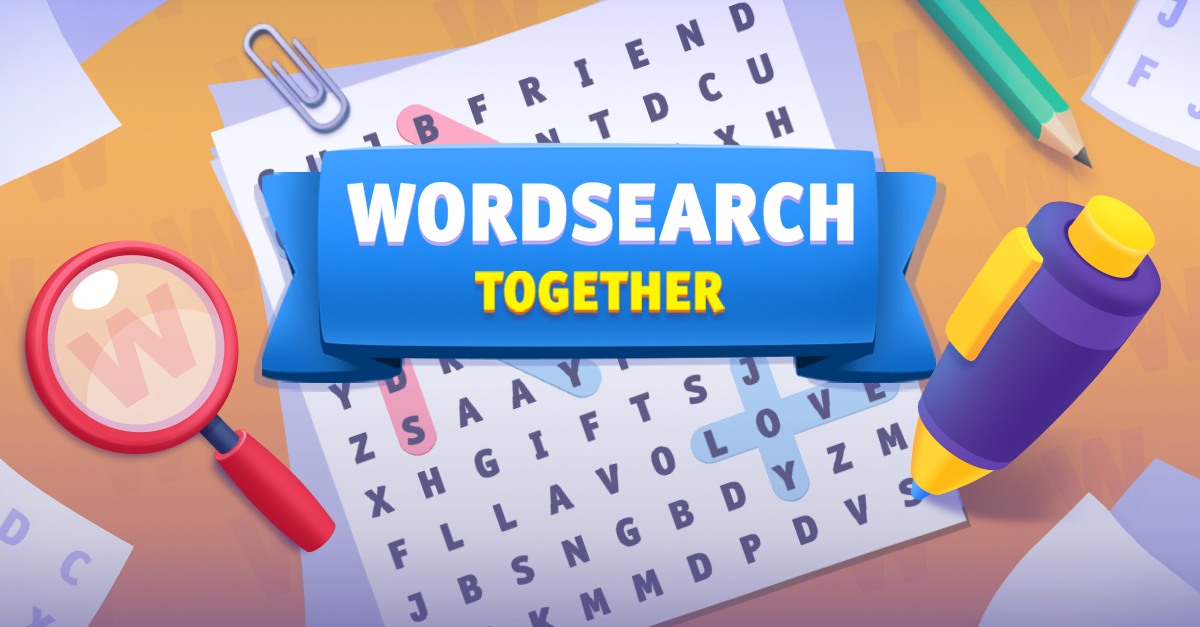 J B F R I E N D
N T D C U
X H
J
F
WORDSEARCH
TOGETHER
W
Y D
Z S A A Y
X H G I F T S J
F L L A V O L O V E
J B S N G B D Y Z M
K M M D P D V S
D C
X